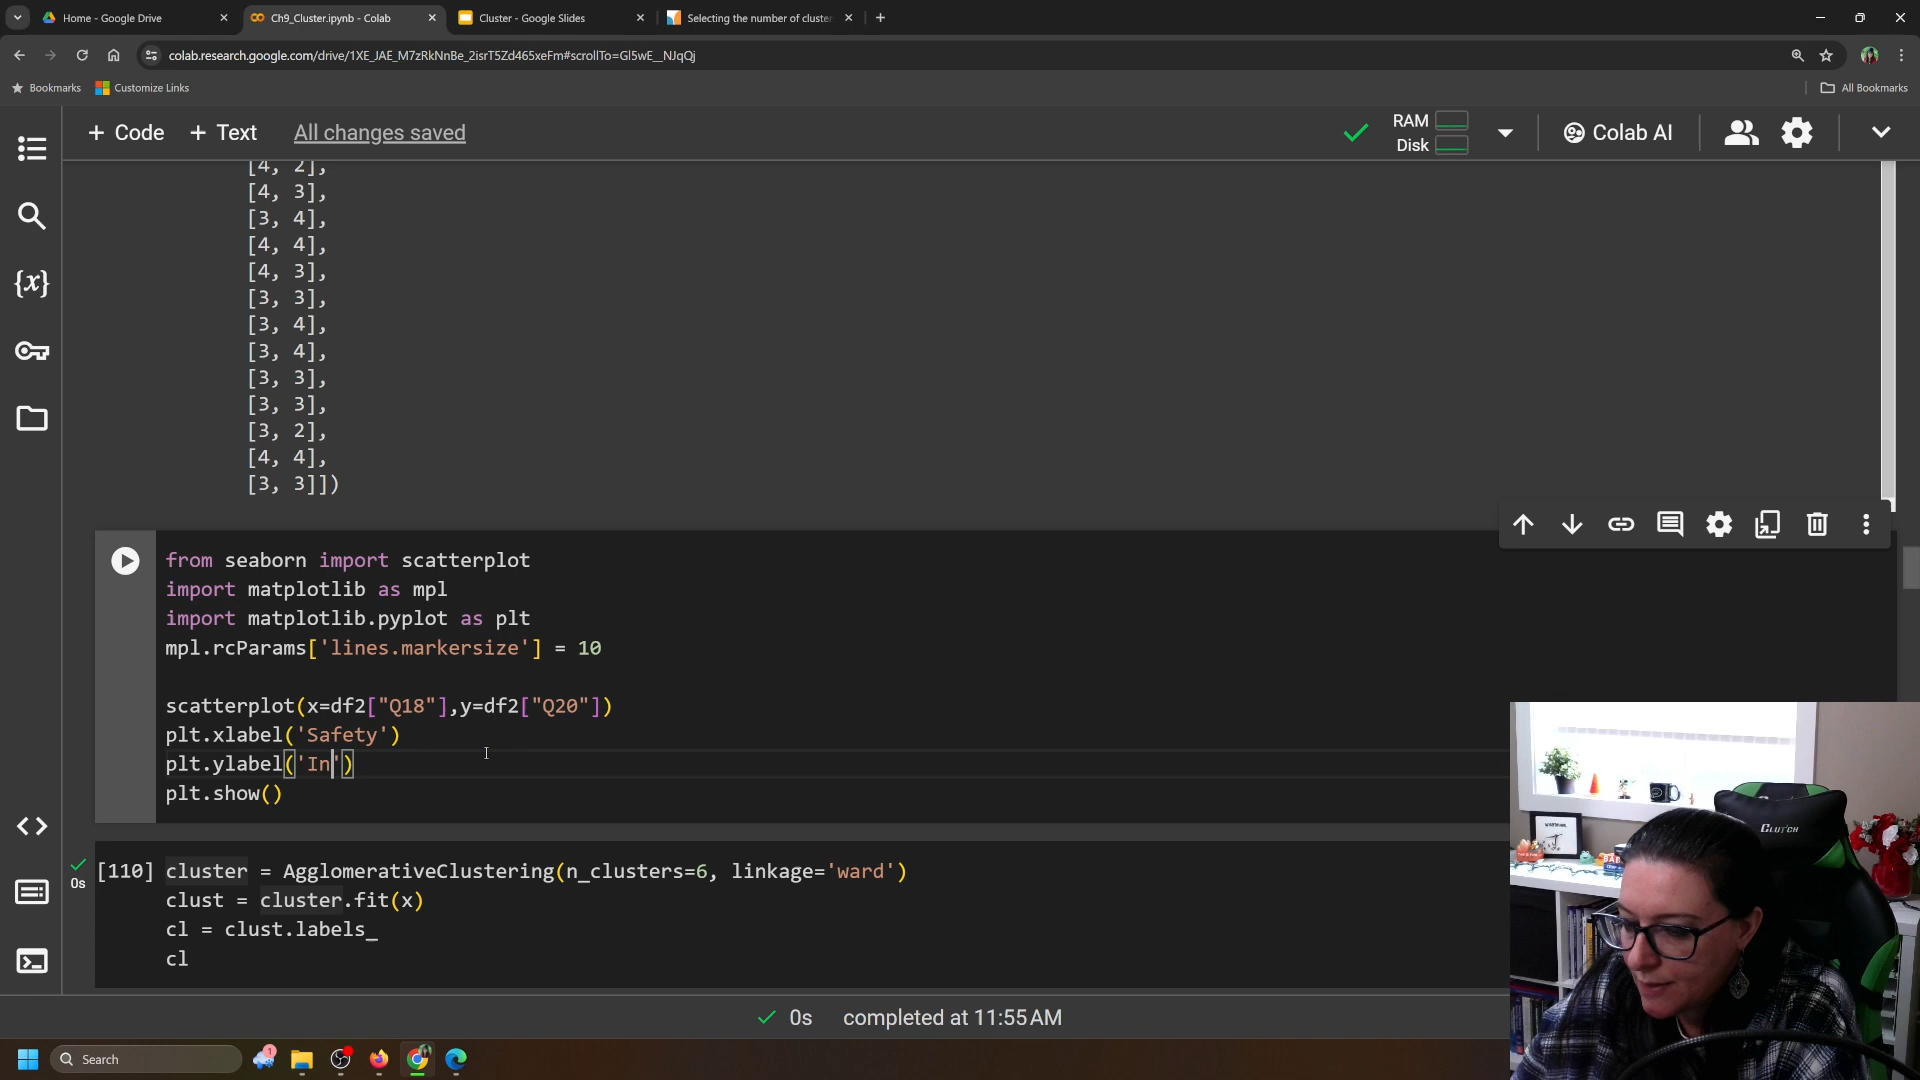 Home - Google Drive
Ch9_Cluster.ipynb - Colab
Cluster - Google Slides
Selecting the number of cluster
colab.research.google.com/drive/1XE_JAE_M7zRkNnBe_2isrT5Zd465xeFm#scrollTo=Gl5wE__NJqQj
Bookmarks
Customize Links
All Bookmarks
+ Code + Text All changes saved
RAM
Disk
Colab AI
[4, 2],
[4, 3],
[3, 4],
[4, 4],
[4, 3],
[3, 3],
[3, 4],
[3, 4],
[3, 3],
[3, 3],
[3, 2],
[4, 4],
[3, 3]])
from seaborn import scatterplot
import matplotlib as mpl
import matplotlib.pyplot as plt
mpl.rcParams['lines.markersize'] = 10
scatterplot(x=df2["Q18"],y=df2["Q20"])
plt.xlabel('Safety')
plt.ylabel('In')
plt.show()
0s
[110] cluster = AgglomerativeClustering(n_clusters=6, linkage='ward')
clust = cluster.fit(x)
cl = clust.labels_
cl
0s completed at 11:55 AM
Search
1
CLUTCH